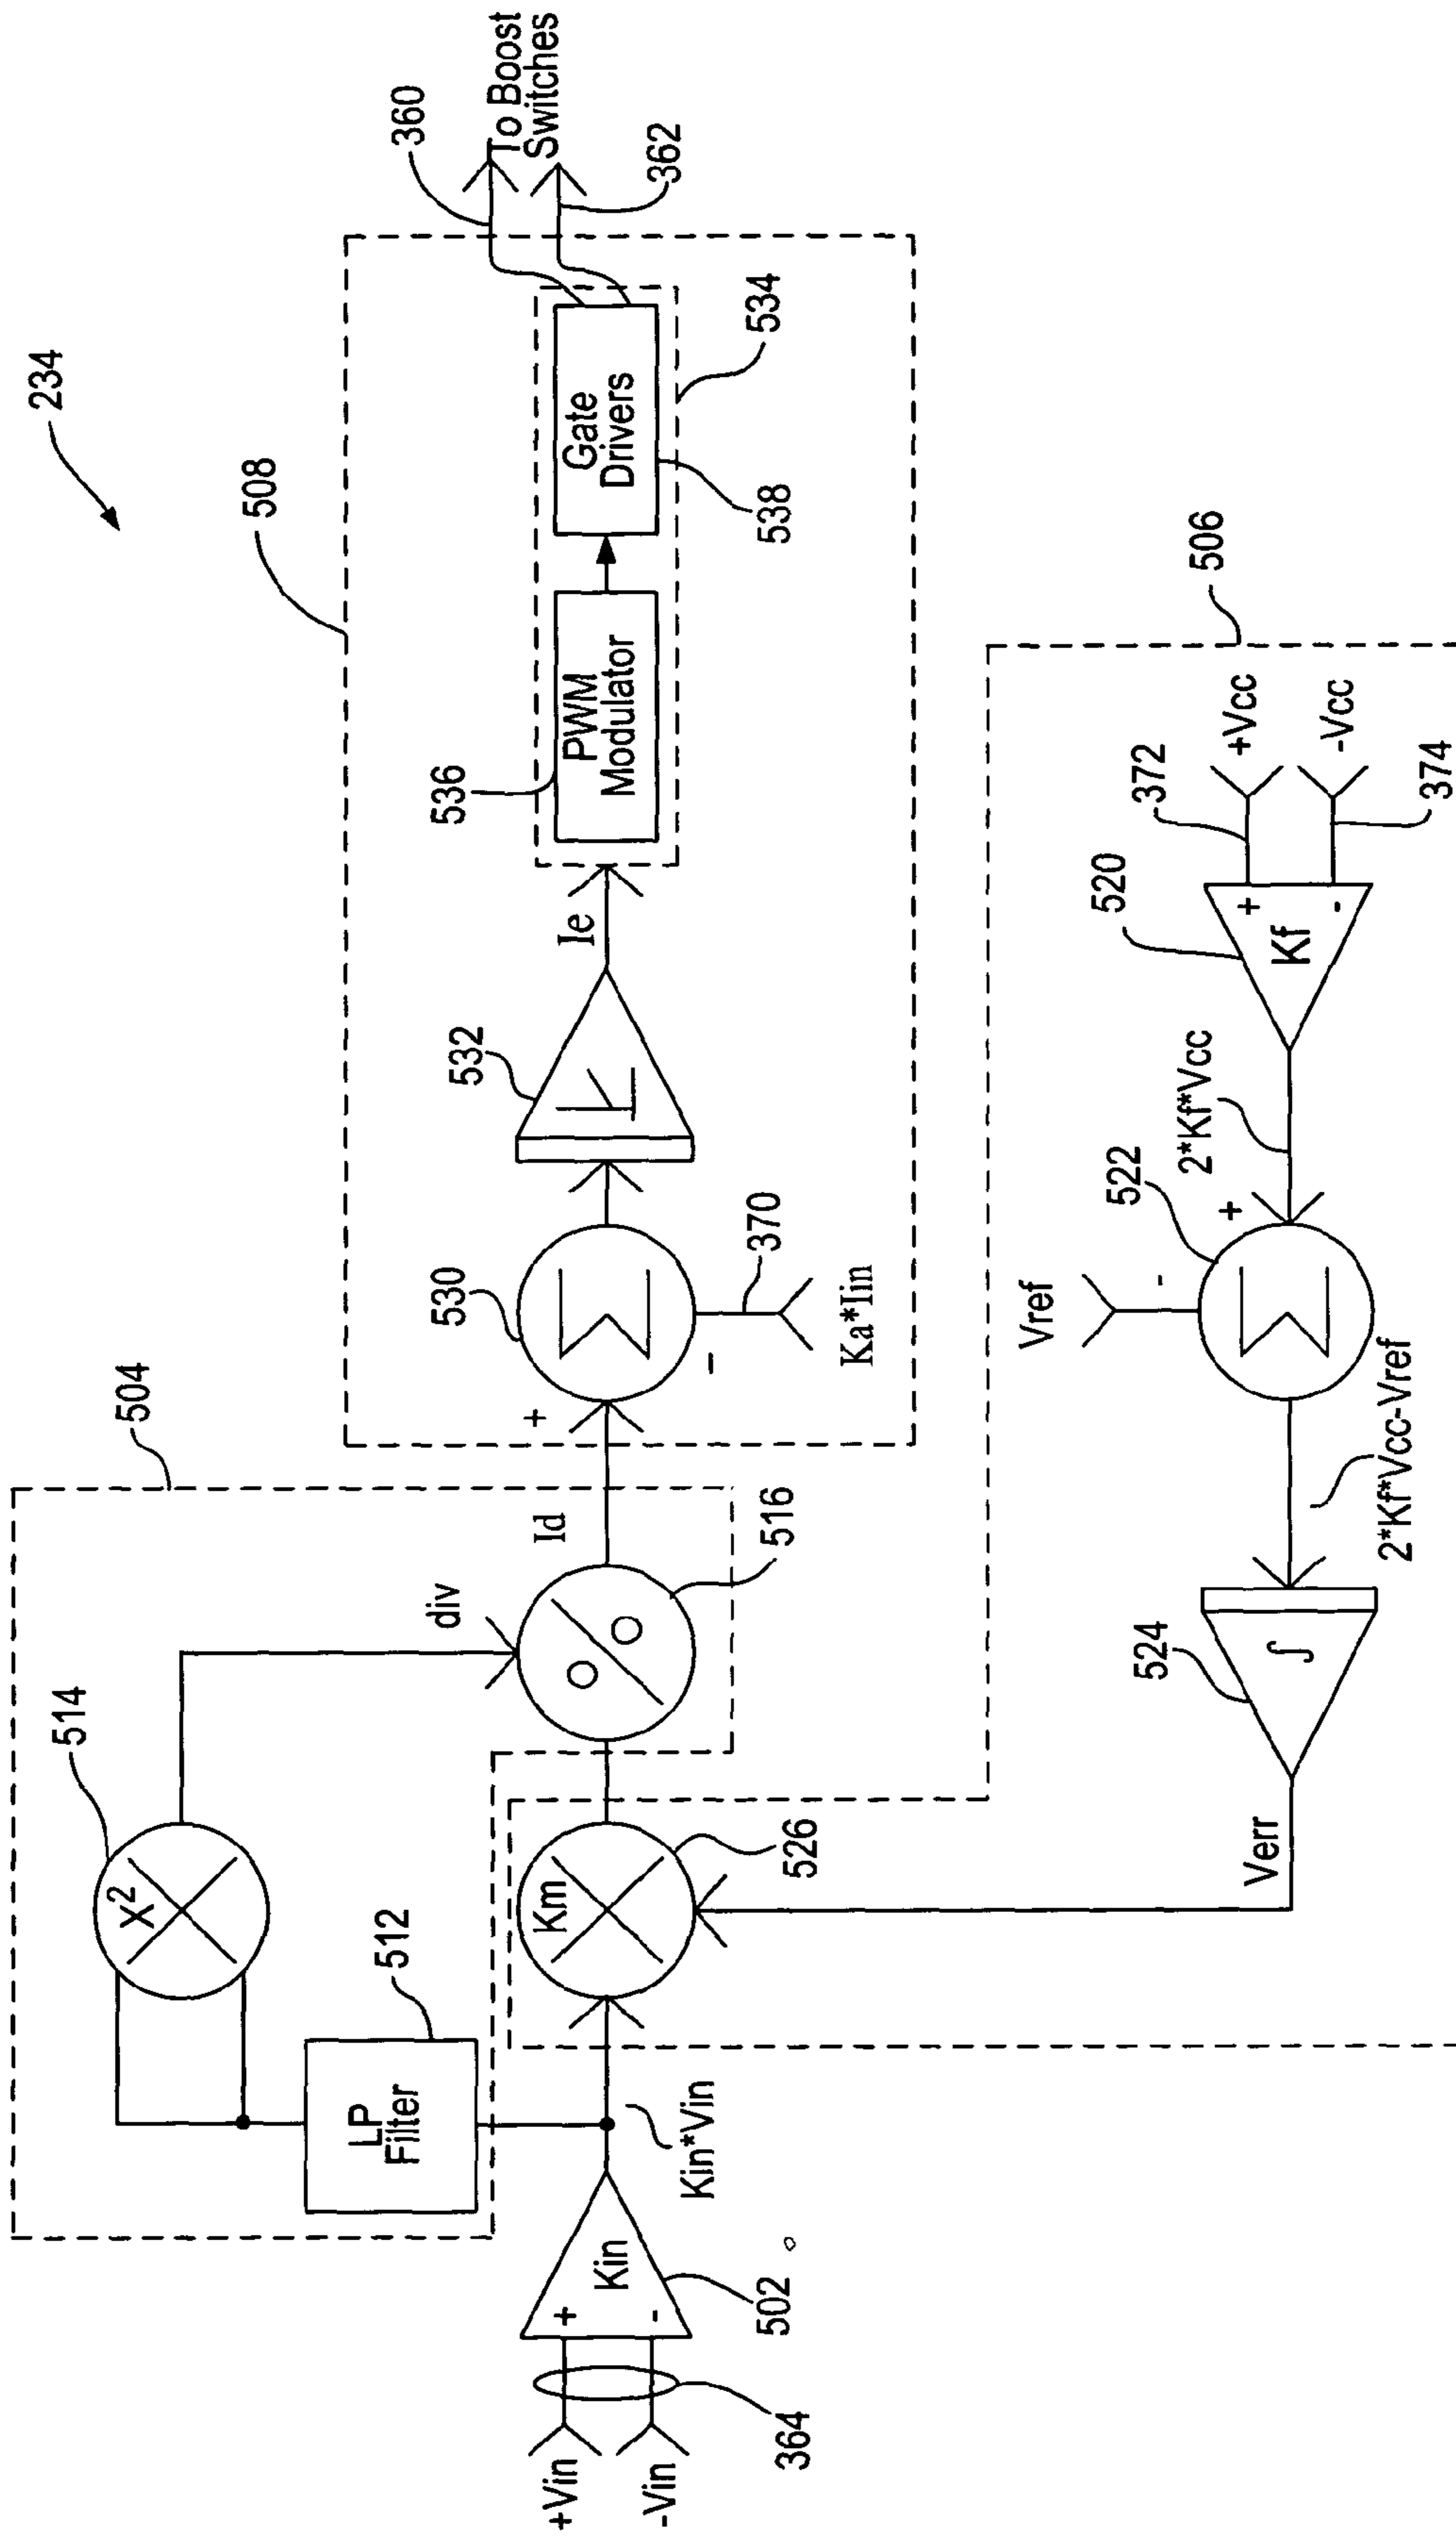 234
508
504
514
X²
512
LP
Filter
div
516
Id
+
530
-
370
Ka*Iin
532
K
Ie
536
PWM
Modulator
Gate
Drivers
538
534
360
To Boost
Switches
362
+Vin
-Vin
364
+
-
Kin
502
Kin*Vin
Km
526
Verr
524
∫
2*Kf*Vcc-Vref
Vref
-
522
Σ
Σ
+
2*Kf*Vcc
520
Kf
+
-
372
+Vcc
-Vcc
374
506